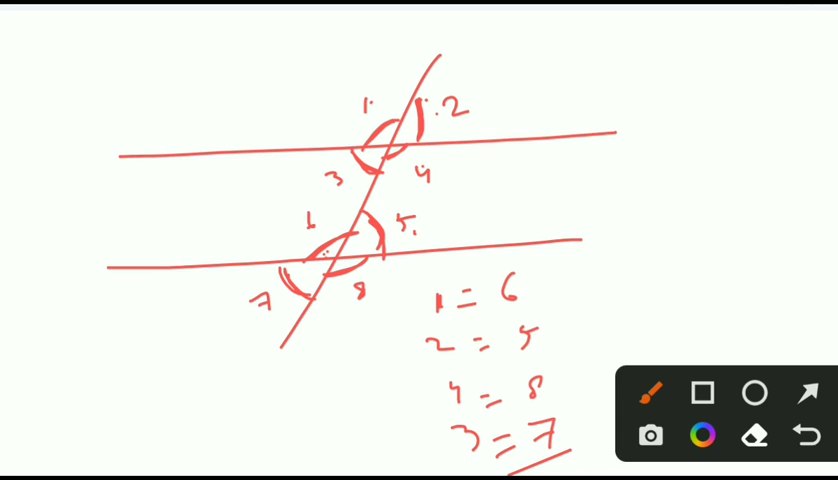 1 2
3 4
6 5
7 8
1 = 6
2 = 5
4 = 8
3 = 7